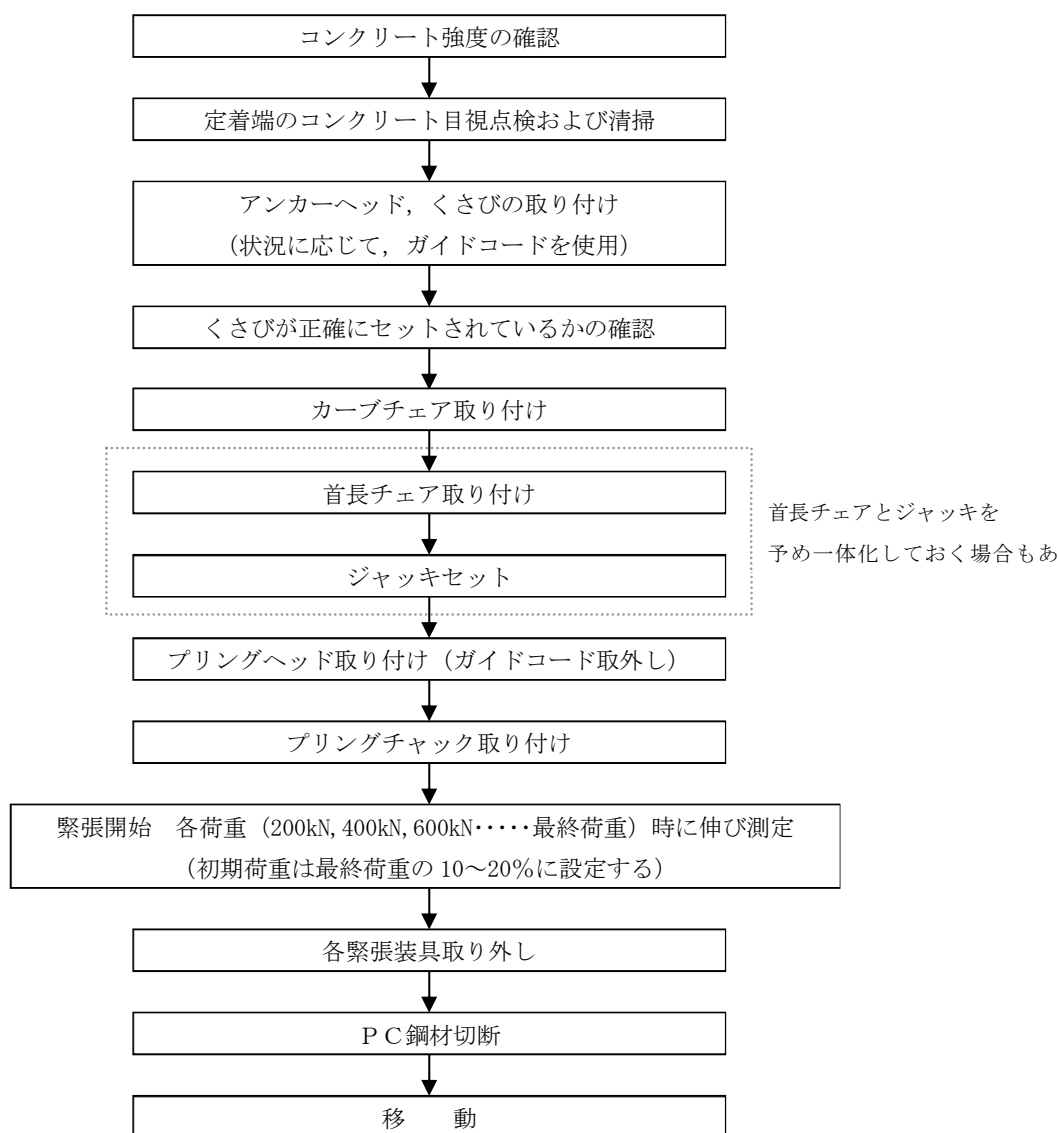 コンクリート強度の確認
定着端のコンクリート目視点検および清掃
アンカーヘッド，くさびの取り付け
（状況に応じて，ガイドコードを使用）
くさびが正確にセットされているかの確認
カーブチェア取り付け
首長チェア取り付け
ジャッキセット
首長チェアとジャッキを
予め一体化しておく場合もあ
プリングヘッド取り付け（ガイドコード取外し）
プリングチャック取り付け
緊張開始　各荷重（200kN,400kN,600kN･････最終荷重）時に伸び測定
（初期荷重は最終荷重の 10～20％に設定する）
各緊張装具取り外し
ＰＣ鋼材切断
移　　動